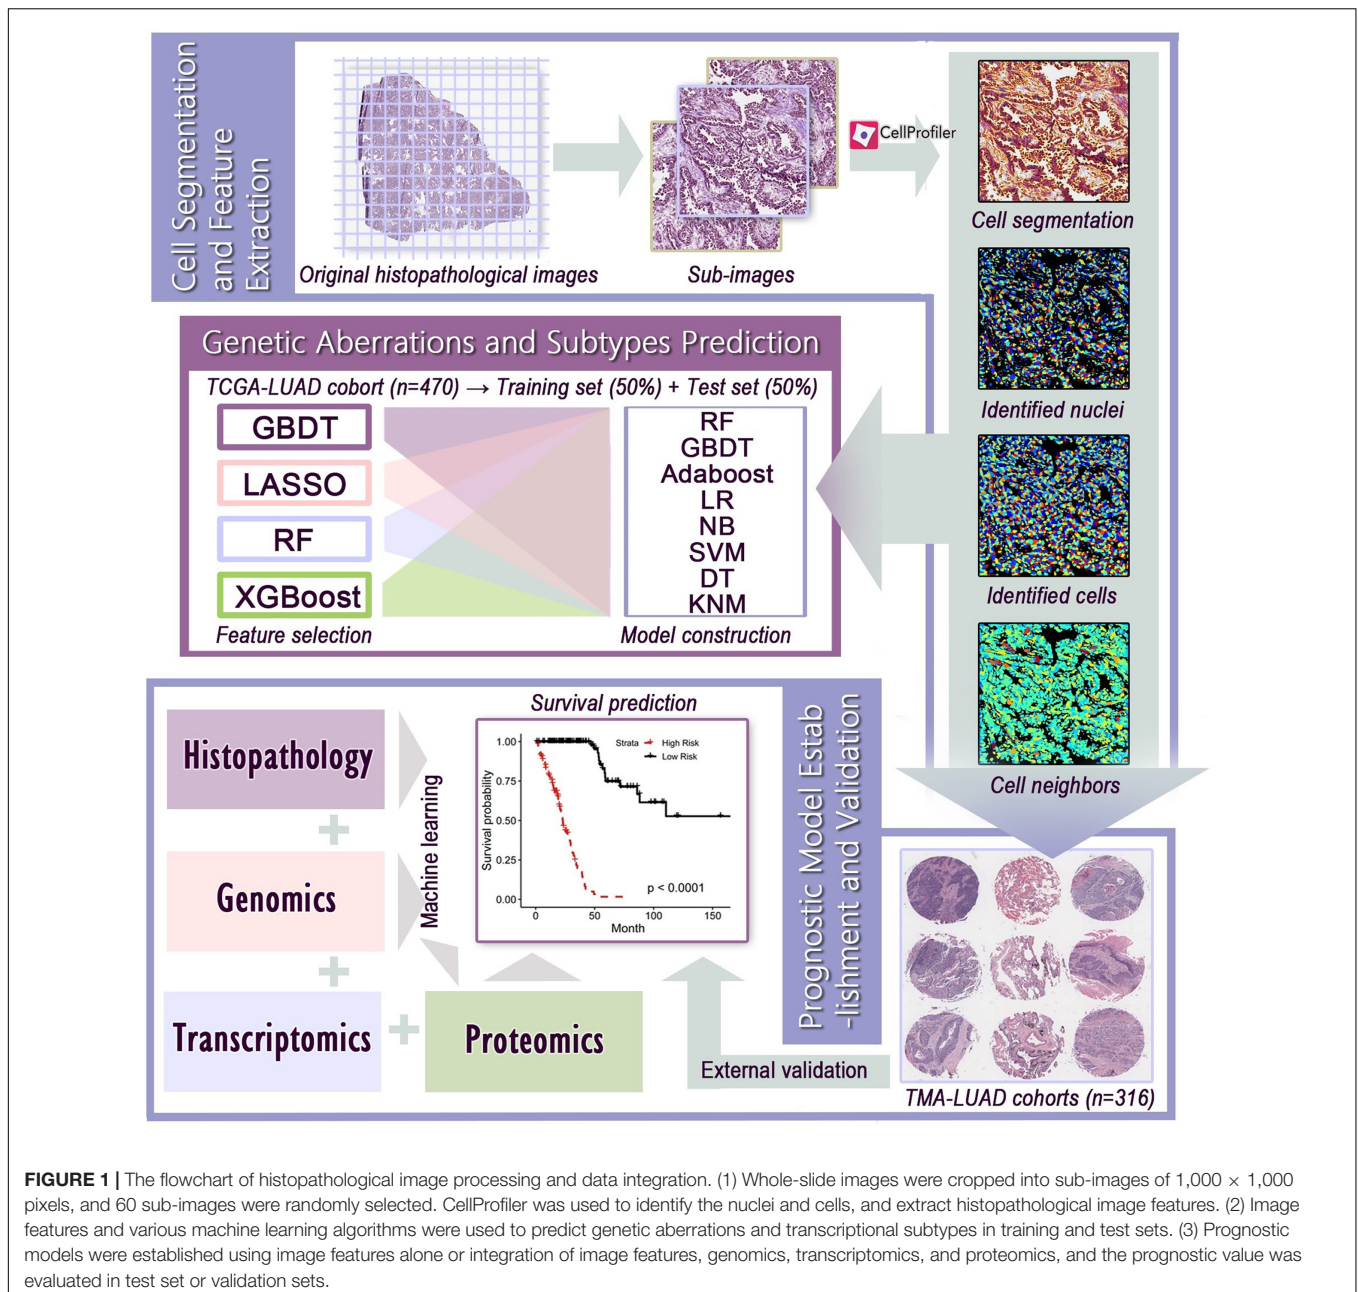 Cell Segmentation
and Feature
Extraction
Original histopathological images
Sub-images
CellProfiler
Cell segmentation
Identified nuclei
Identified cells
Cell neighbors
Genetic Aberrations and Subtypes Prediction
TCGA-LUAD cobort (n=470) → Training set (50%) + Test set (50%)
GBDT
LASSO
RF
XGBoost
Feature selection
RF
GBDT
Adaboost
LR
NB
SVM
DT
KNM
Model construction
Histopathology
+
Genomics
+
Transcriptomics
+
Proteomics
Machine learning
Survival prediction
Strata
High Risk
Low Risk
Survival probability
1.00
0.75
0.50
0.25
0.00
p < 0.0001
0
50
100
150
Month
Prognostic Model Estab
-lishment and Validation
External validation
TMA-LUAD cohorts (n=316)
FIGURE 1 | The flowchart of histopathological image processing and data integration. (1) Whole-slide images were cropped into sub-images of 1,000 × 1,000
pixels, and 60 sub-images were randomly selected. CellProfiler was used to identify the nuclei and cells, and extract histopathological image features. (2) Image
features and various machine learning algorithms were used to predict genetic aberrations and transcriptional subtypes in training and test sets. (3) Prognostic
models were established using image features alone or integration of image features, genomics, transcriptomics, and proteomics, and the prognostic value was
evaluated in test set or validation sets.